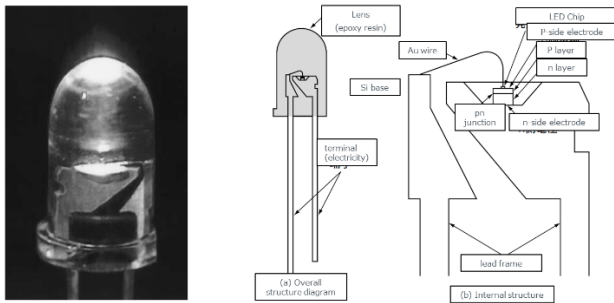 Lens
(epoxy resin)
terminal
(electricity)
(a) Overall
structure diagram
LED Chip
P-side electrode
P layer
n layer
Au wire
Si base
pn
junction
n-side electrode
lead frame
(b) Internal structure